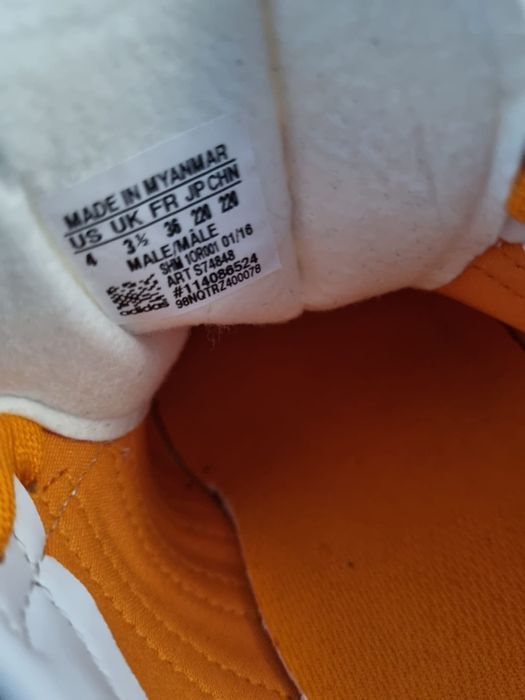 MADE IN MYANMAR
US UK FR JP CHN
4 3½ 36 220 220
MALE/MÂLE
SHM 10R001 01/16
ART S74848
#114086524
98NQTRZ400078
adidas